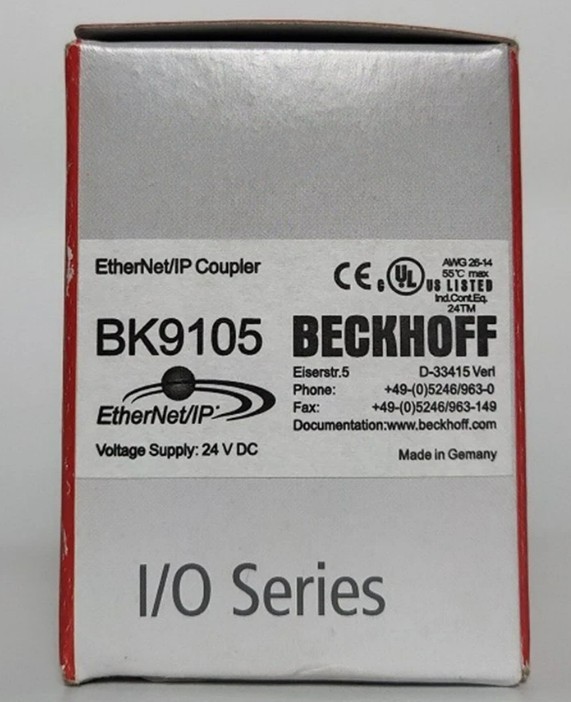 EtherNet/IP Coupler
CE c UL US LISTED
AWG 26-14
55°C max
Ind.Cont.Eq.
24TM
BK9105
BECKHOFF
EtherNet/IP
Voltage Supply: 24 V DC
Eiserstr.5 D-33415 Verl
Phone: +49-(0)5246/963-0
Fax: +49-(0)5246/963-149
Documentation:www.beckhoff.com
Made in Gemany
I/O Series